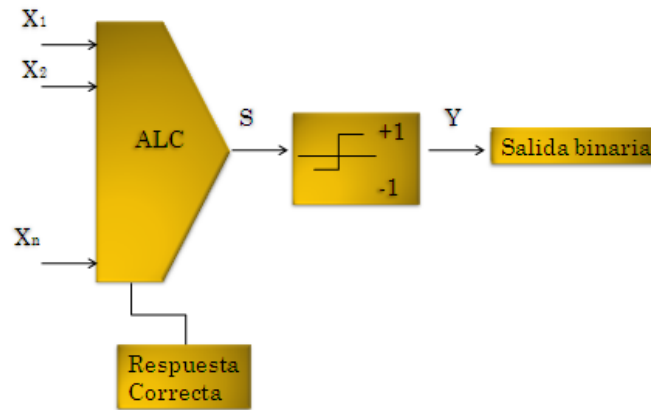 X1
X2
Xn
ALC
S
+1
-1
Y
Salida binaria
Respuesta
Correcta